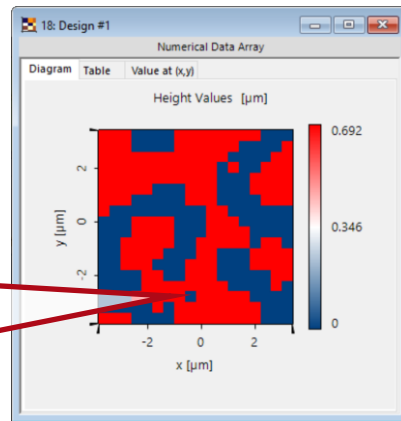 18: Design #1
Numerical Data Array
Diagram Table Value at (x,y)
Height Values [µm]
0.692
0.346
0
2
0
-2
y [µm]
-2 0 2
x [µm]